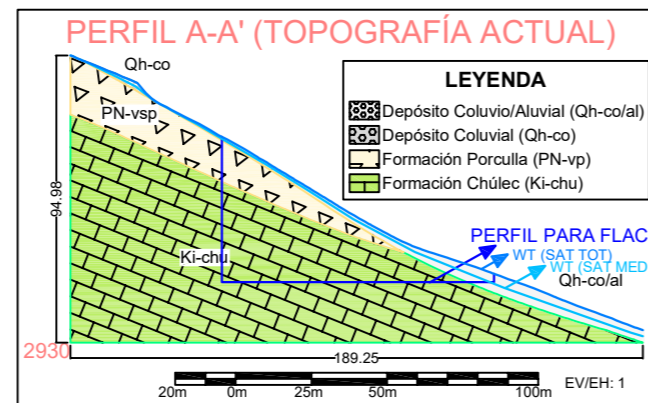 PERFIL A-A' (TOPOGRAFÍA ACTUAL)
Qh-co
PN-vsp
LEYENDA
Depósito Coluvio/Aluvial (Qh-co/al)
Depósito Coluvial (Qh-co)
Formación Porculla (PN-vp)
Formación Chúlec (Ki-chu)
94.98
Ki-chu
PERFIL PARA FLAC
WT (SAT TOT)
WT (SAT MED
Qh-co/al
2930
189.25
20m 0m 25m 50m 100m
EV/EH: 1